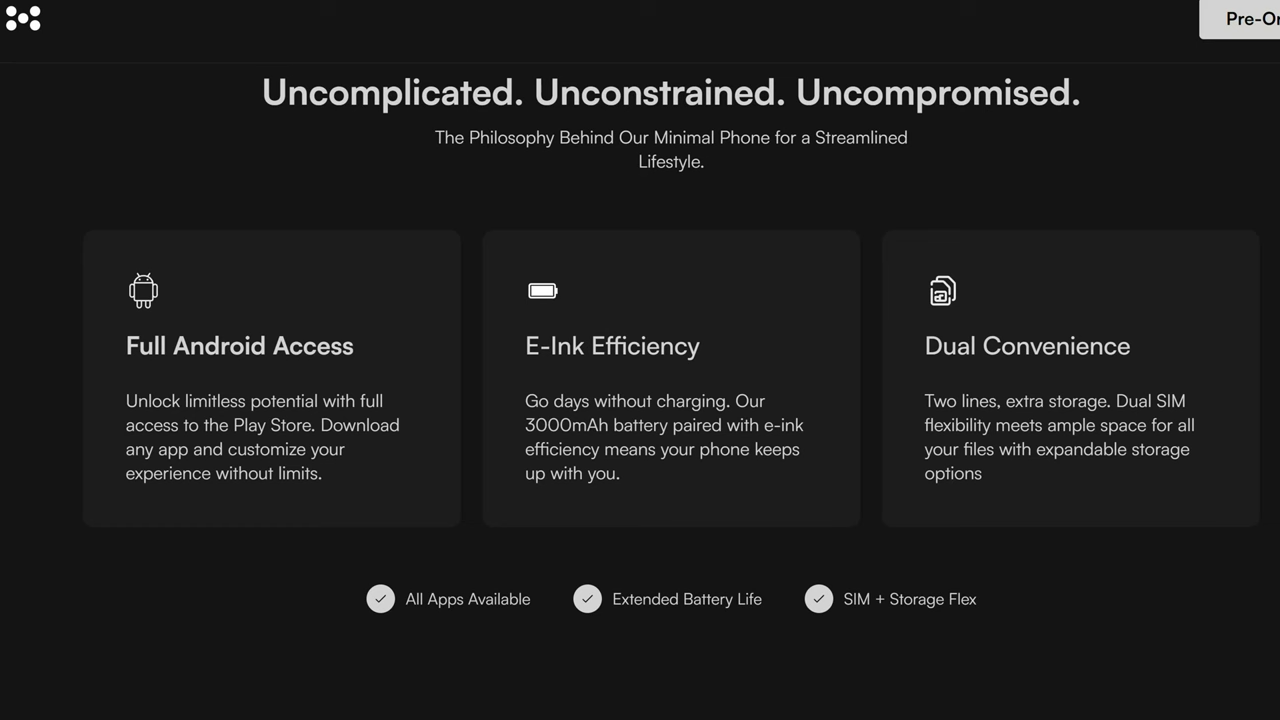 Pre-Or
Uncomplicated. Unconstrained. Uncompromised.
The Philosophy Behind Our Minimal Phone for a Streamlined
Lifestyle.
Full Android Access
Unlock limitless potential with full
access to the Play Store. Download
any app and customize your
experience without limits.
E-Ink Efficiency
Go days without charging. Our
3000mAh battery paired with e-ink
efficiency means your phone keeps
up with you.
Dual Convenience
Two lines, extra storage. Dual SIM
flexibility meets ample space for all
your files with expandable storage
options
All Apps Available
Extended Battery Life
SIM + Storage Flex